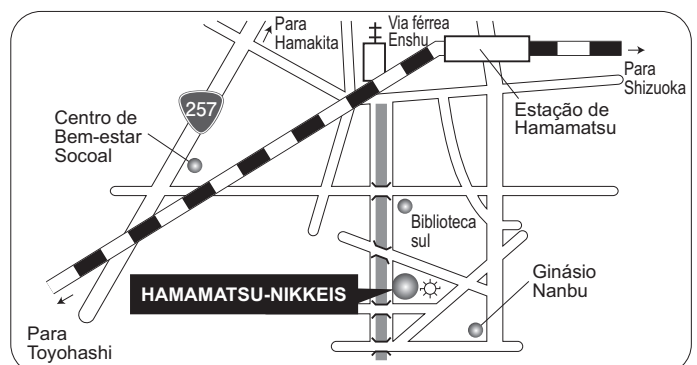 Para
Hamakita
Via férrea
Enshu
257
Para
Shizuoka
Estação de
Hamamatsu
Centro de
Bem-estar
Socoal
Biblioteca
sul
HAMAMATSU-NIKKEIS
Ginásio
Nanbu
Para
Toyohashi